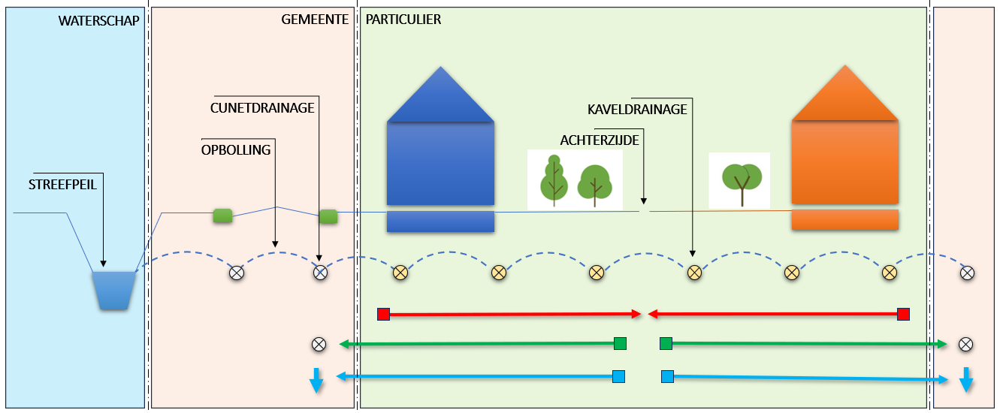 WATERSCHAP
GEMEENTE
PARTICULIER
CUNETDRAINAGE
KAVELDRAINAGE
ACHTERZIJDE
OPBOLLING
STREEFPEIL